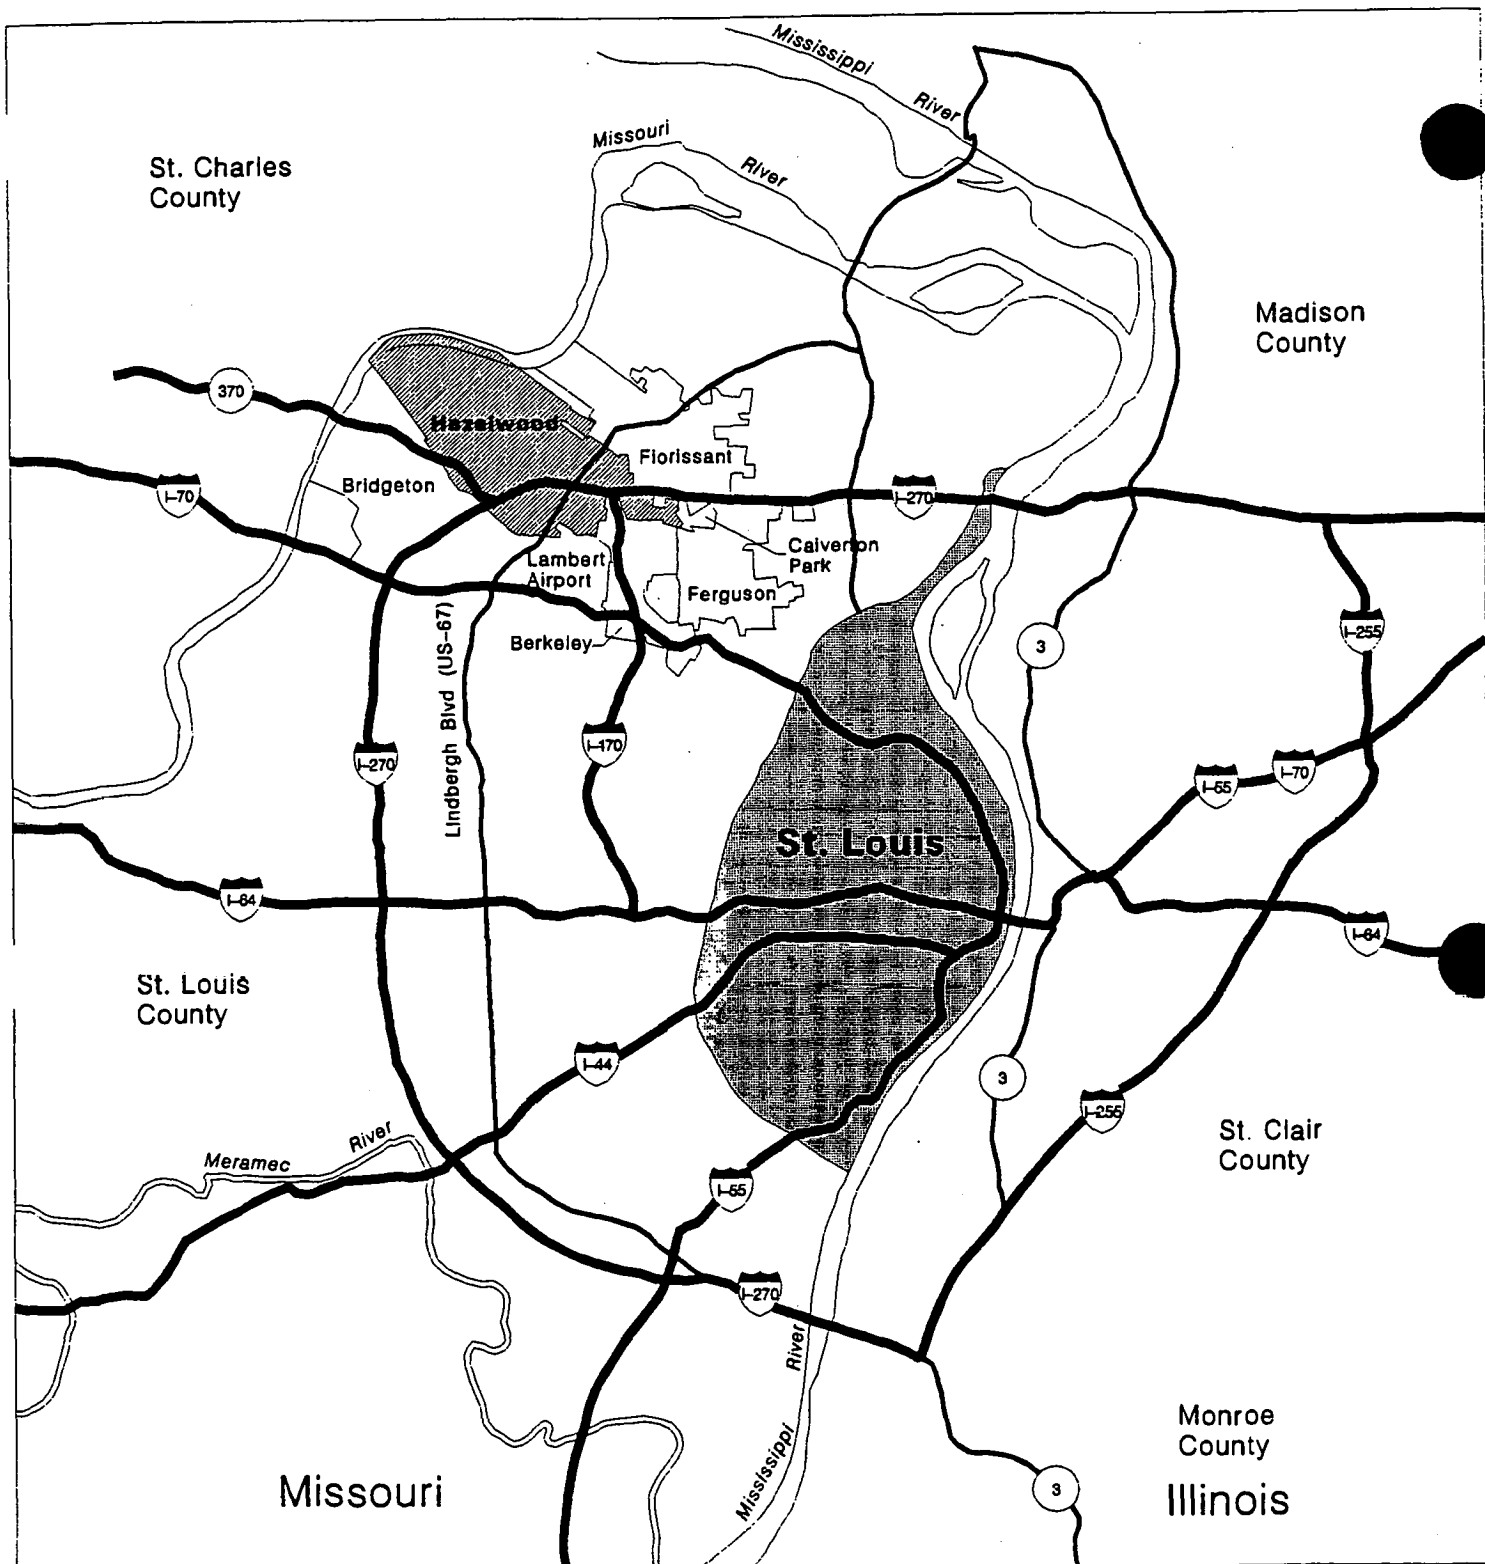 Mississippi
River
Missouri
River
St. Charles
County
Madison
County
370
Hazelwood
Florissant
I-70
Bridgeton
I-270
Calverton
Park
Lambert
Airport
Ferguson
Berkeley
Lindbergh Blvd (US-67)
3
I-255
I-270
I-170
I-55
I-70
St. Louis
I-64
I-64
St. Louis
County
I-44
3
I-255
St. Clair
County
Meramec
River
I-55
I-270
River
Mississippi
Monroe
County
Missouri
3
Illinois